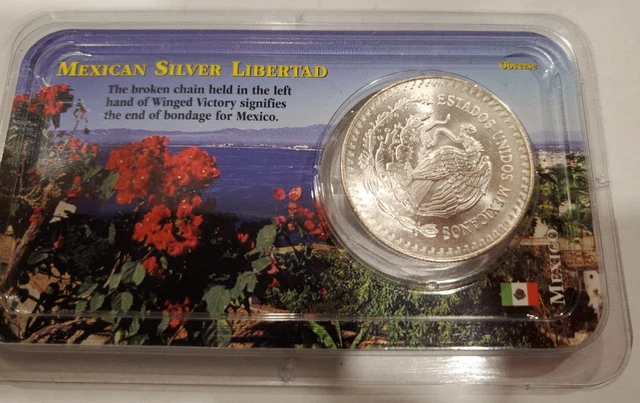 MEXICAN SILVER LIBERTAD
Obverse
The broken chain held in the left
hand of Winged Victory signifies
the end of bondage for Mexico.
ESTADOS UNIDOS MEXICANOS
MEXICO